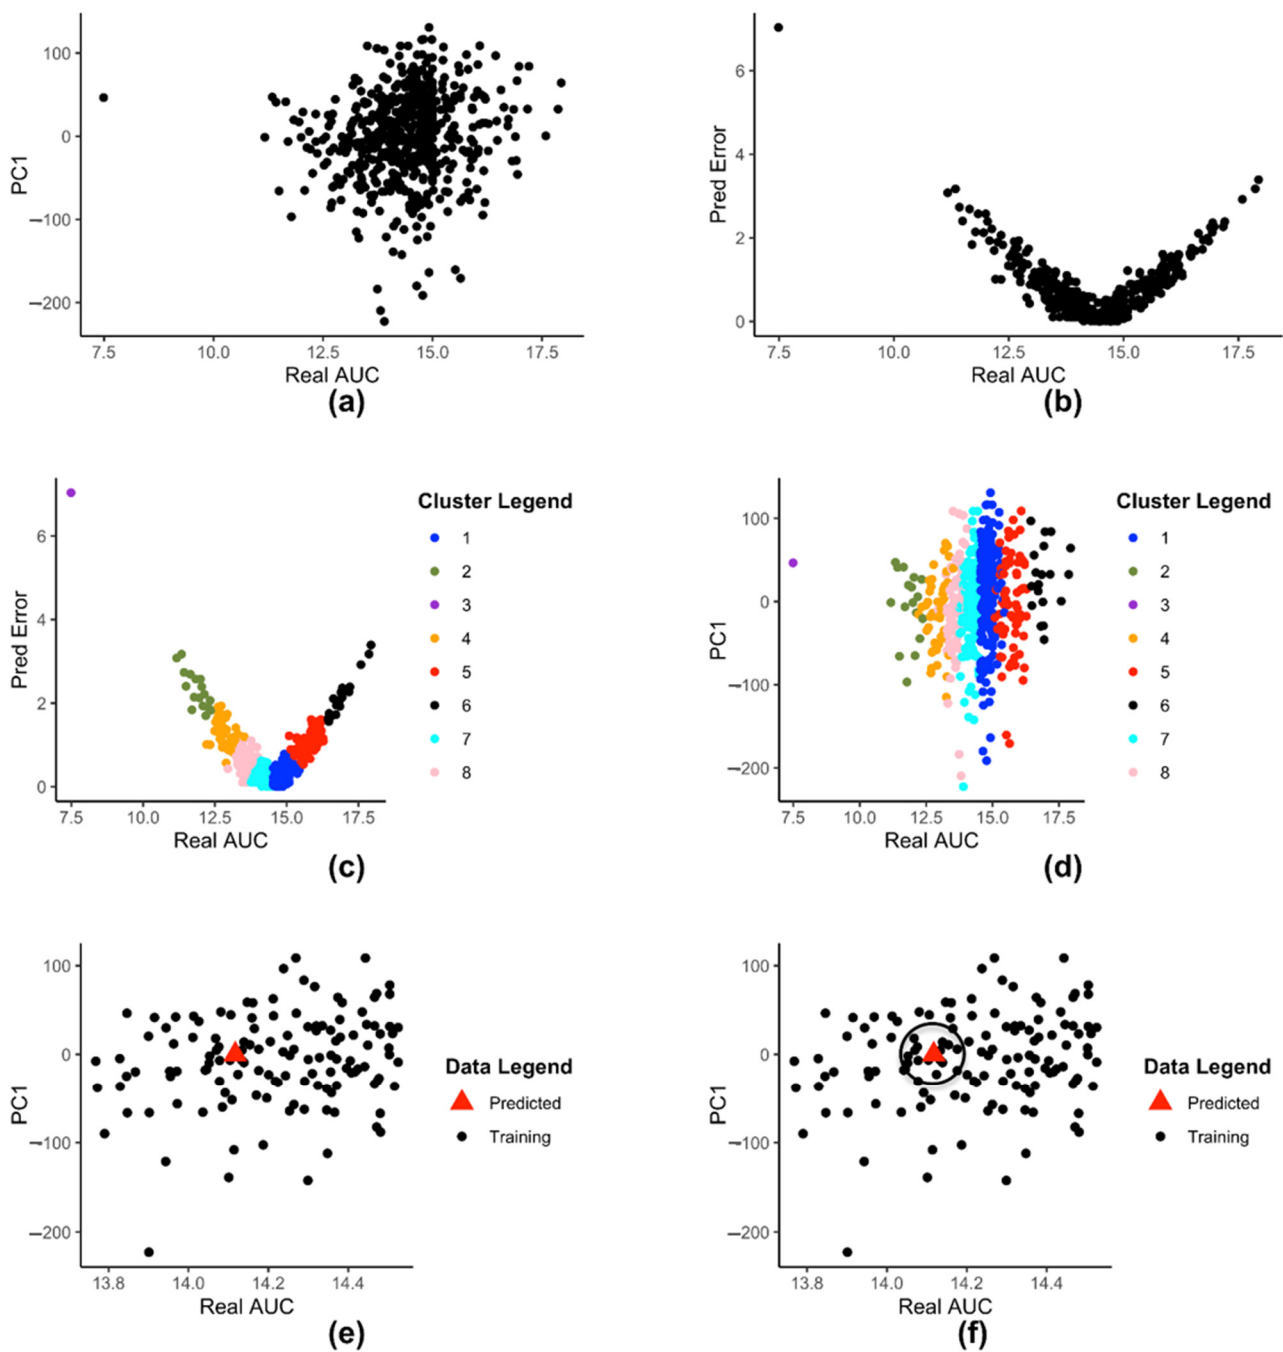 PC1
100
0
−100
−200
7.5 10.0 12.5 15.0 17.5
Real AUC
(a)
Pred Error
6
4
2
0
7.5 10.0 12.5 15.0 17.5
Real AUC
(b)
Pred Error
6
4
2
0
7.5 10.0 12.5 15.0 17.5
Real AUC
Cluster Legend
1
2
3
4
5
6
7
8
(c)
PC1
100
0
−100
−200
7.5 10.0 12.5 15.0 17.5
Real AUC
Cluster Legend
1
2
3
4
5
6
7
8
(d)
PC1
100
0
−100
−200
13.8 14.0 14.2 14.4
Real AUC
Data Legend
Predicted
Training
(e)
PC1
100
0
−100
−200
13.8 14.0 14.2 14.4
Real AUC
Data Legend
Predicted
Training
(f)